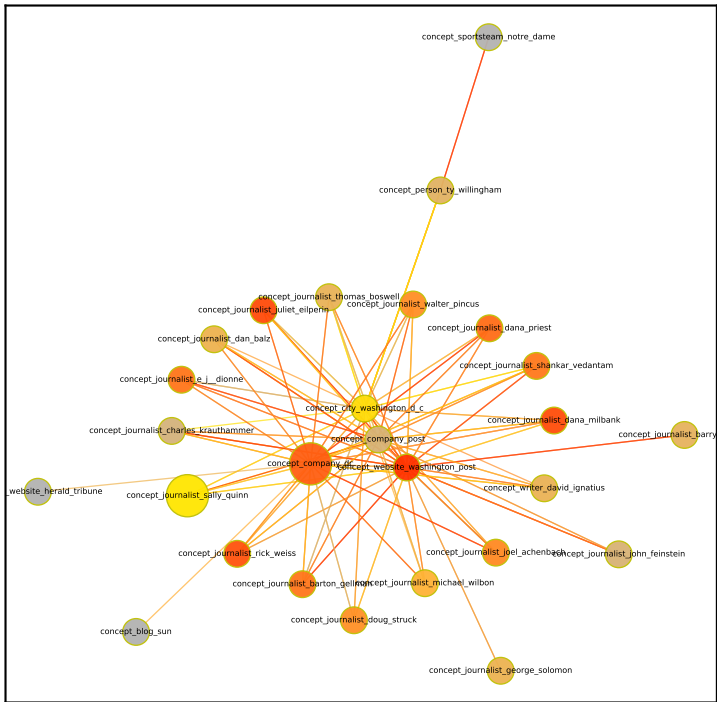 concept_sportsteam_notre_dame
concept_person_ty_willingham
concept_journalist_thomas_boswell
concept_journalist_walter_pincus
concept_journalist_juliet_eilperin
concept_journalist_dana_priest
concept_journalist_dan_balz
concept_journalist_shankar_vedantam
concept_journalist_e_j__dionne
concept_city_washington_d_c
concept_journalist_dana_milbank
concept_journalist_charles_krauthammer
concept_company_post
concept_journalist_barry
concept_company_dc
concept_website_washington_post
_website_herald_tribune
concept_journalist_sally_quinn
concept_writer_david_ignatius
concept_journalist_rick_weiss
concept_journalist_joel_achenbach
concept_journalist_john_feinstein
concept_journalist_barton_gellman
concept_journalist_michael_wilbon
concept_journalist_doug_struck
concept_blog_sun
concept_journalist_george_solomon